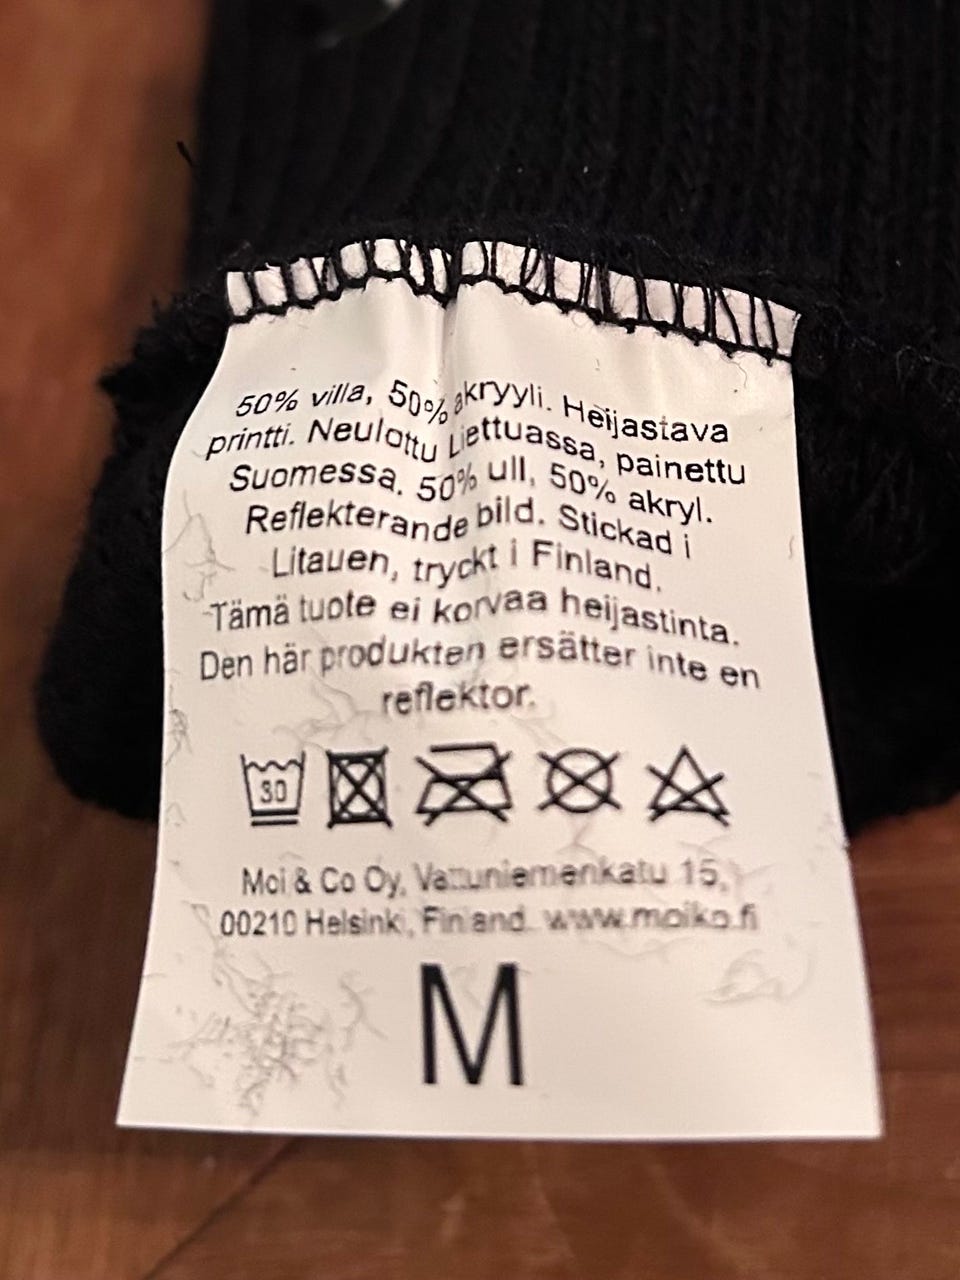 50% villa, 50% akryyli. Heijastava
printti. Neulottu Liettuassa, painettu
Suomessa. 50% ull, 50% akryl.
Reflekterande bild. Stickad i
Litauen, tryckt i Finland.
Tämä tuote ei korvaa heijastinta.
Den här produkten ersätter inte en
reflektor.
30
Moi & Co Oy, Vattuniemenkatu 15,
00210 Helsinki, Finland. www.moiko.fi
M